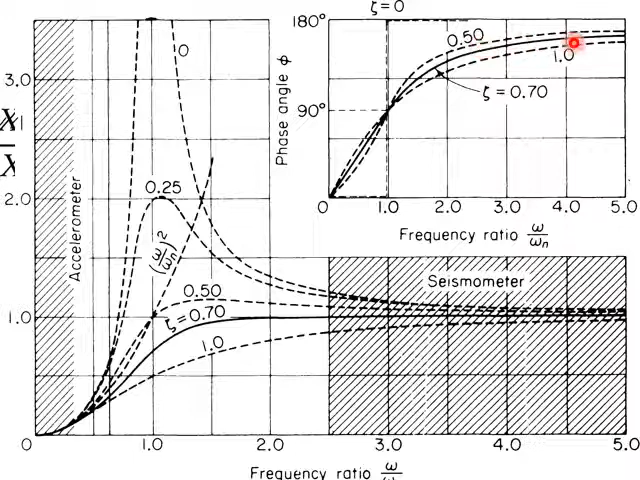 ζ=0
180°
0.50
1.0
ζ = 0.70
90°
0
1.0
2.0
3.0
4.0
5.0
Phase angle ϕ
Frequency ratio ω/ωn
0
3.0
2.0
1.0
0.25
Accelerometer
(ω/ωn)²
0.50
ζ=0.70
1.0
Seismometer
0
1.0
2.0
3.0
4.0
5.0
Frequency ratio ω